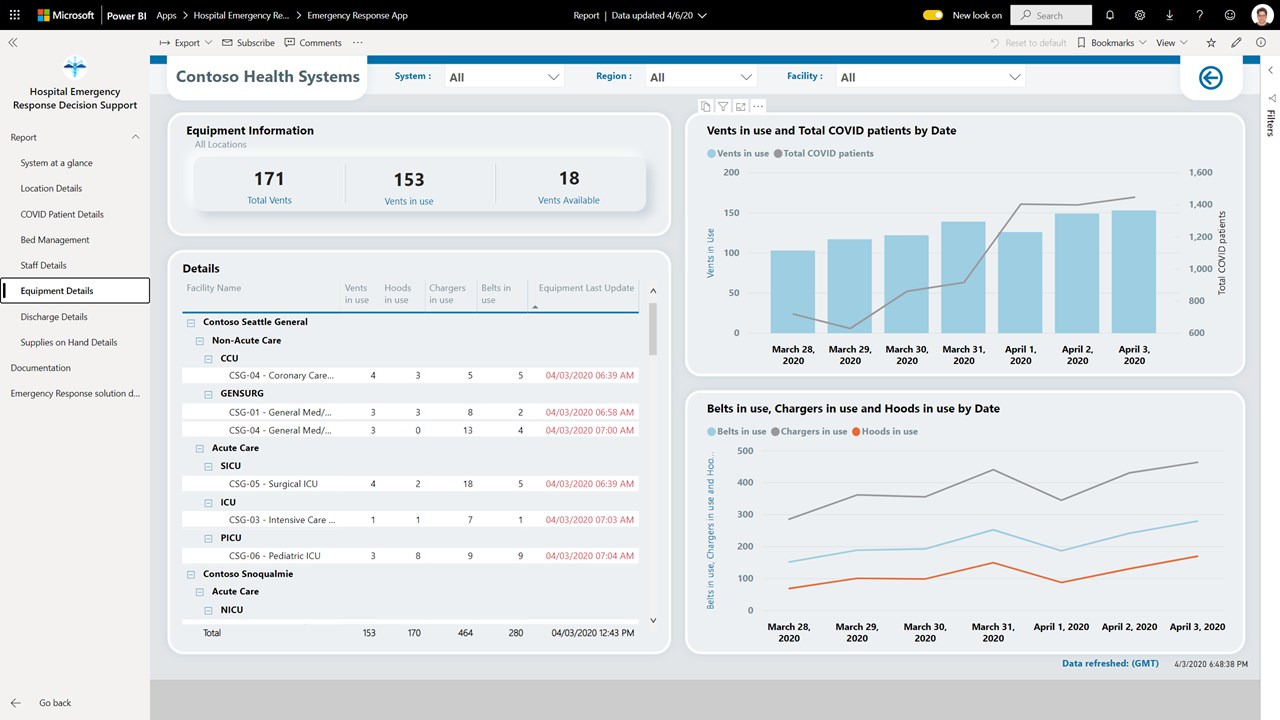 Microsoft Power BI Apps > Hospital Emergency Re... > Emergency Response App Report | Data updated 4/6/20 New look on Search
Export Subscribe Comments ... Reset to default Bookmarks View
Hospital Emergency
Response Decision Support
Report
System at a glance
Location Details
COVID Patient Details
Bed Management
Staff Details
Equipment Details
Discharge Details
Supplies on Hand Details
Documentation
Emergency Response solution d...
Go back
Contoso Health Systems System : All Region : All Facility : All
Filters
Equipment Information
All Locations
171 153 18
Total Vents Vents in use Vents Available
Details
Facility Name Vents in use Hoods in use Chargers in use Belts in use Equipment Last Update
Contoso Seattle General
Non-Acute Care
CCU
CSG-04 - Coronary Care... 4 3 5 5 04/03/2020 06:39 AM
GENSURG
CSG-01 - General Med/... 3 3 8 2 04/03/2020 06:58 AM
CSG-04 - General Med/... 3 0 13 4 04/03/2020 07:00 AM
Acute Care
SICU
CSG-05 - Surgical ICU 4 2 18 5 04/03/2020 06:39 AM
ICU
CSG-03 - Intensive Care ... 1 1 7 1 04/03/2020 07:03 AM
PICU
CSG-06 - Pediatric ICU 3 8 9 9 04/03/2020 07:04 AM
Contoso Snoqualmie
Acute Care
NICU
Total 153 170 464 280 04/03/2020 12:43 PM
Vents in use and Total COVID patients by Date
Vents in use Total COVID patients
Vents in Use
200
150
100
50
0
1,600
1,400
1,200
1,000
800
600
Total COVID patients
March 28, 2020 March 29, 2020 March 30, 2020 March 31, 2020 April 1, 2020 April 2, 2020 April 3, 2020
Belts in use, Chargers in use and Hoods in use by Date
Belts in use Chargers in use Hoods in use
Belts in use, Chargers in use and Hoo...
500
400
300
200
100
0
March 28, 2020 March 29, 2020 March 30, 2020 March 31, 2020 April 1, 2020 April 2, 2020 April 3, 2020
Data refreshed: (GMT) 4/3/2020 6:48:38 PM